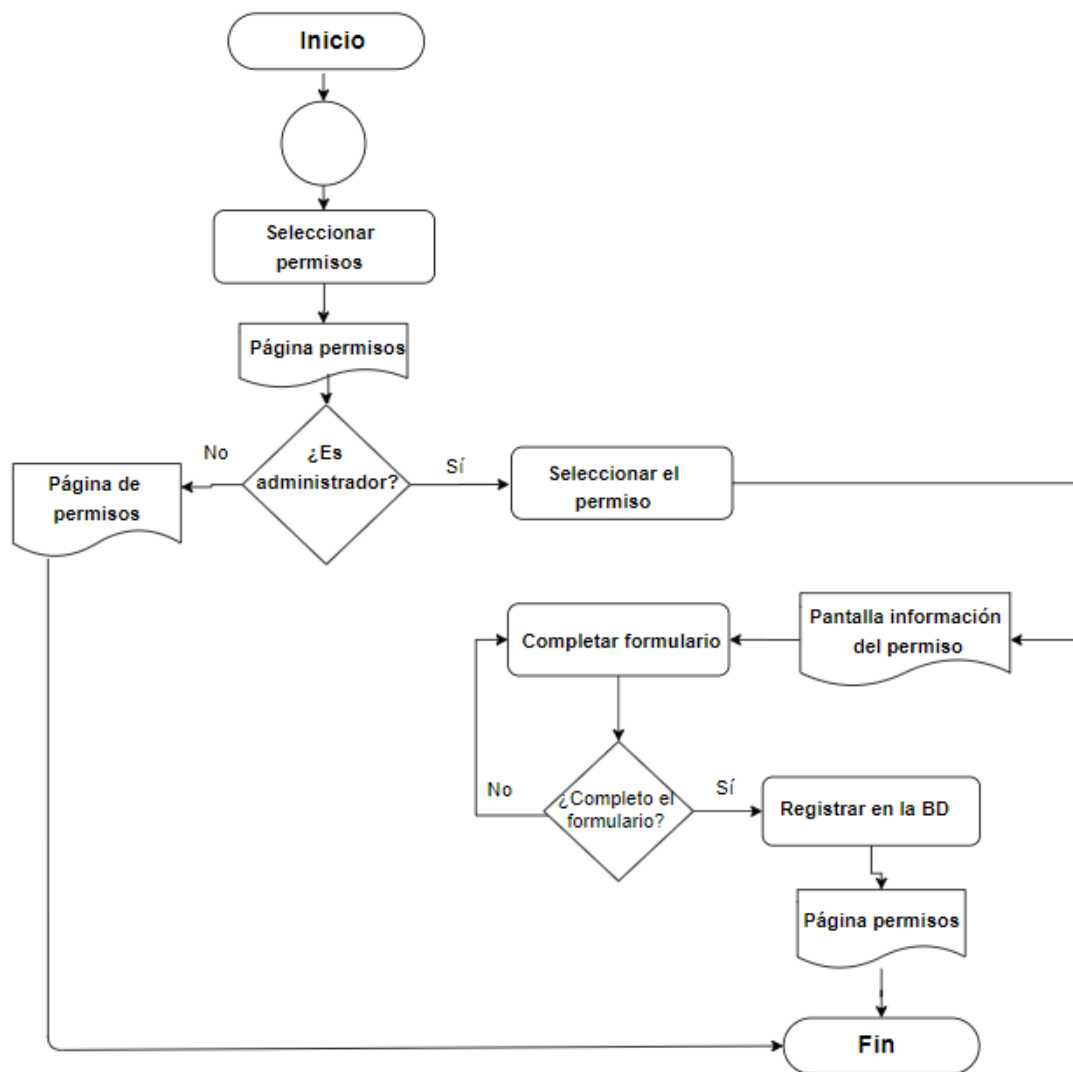 Inicio
Seleccionar
permisos
Página permisos
¿Es
administrador?
No
Sí
Página de
permisos
Seleccionar el
permiso
Pantalla información
del permiso
Completar formulario
¿Completo el
formulario?
No
Sí
Registrar en la BD
Página permisos
Fin